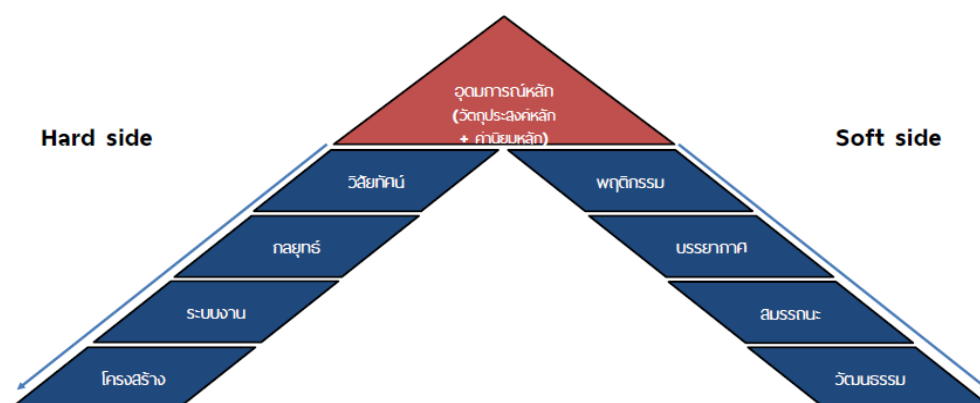 อุดมการณ์หลัก
(วัตถุประสงค์หลัก
+ ค่านิยมหลัก)
Hard side
Soft side
วิสัยทัศน์
พฤติกรรม
กลยุทธ์
บรรยากาศ
ระบบงาน
สมรรถนะ
โครงสร้าง
วัฒนธรรม